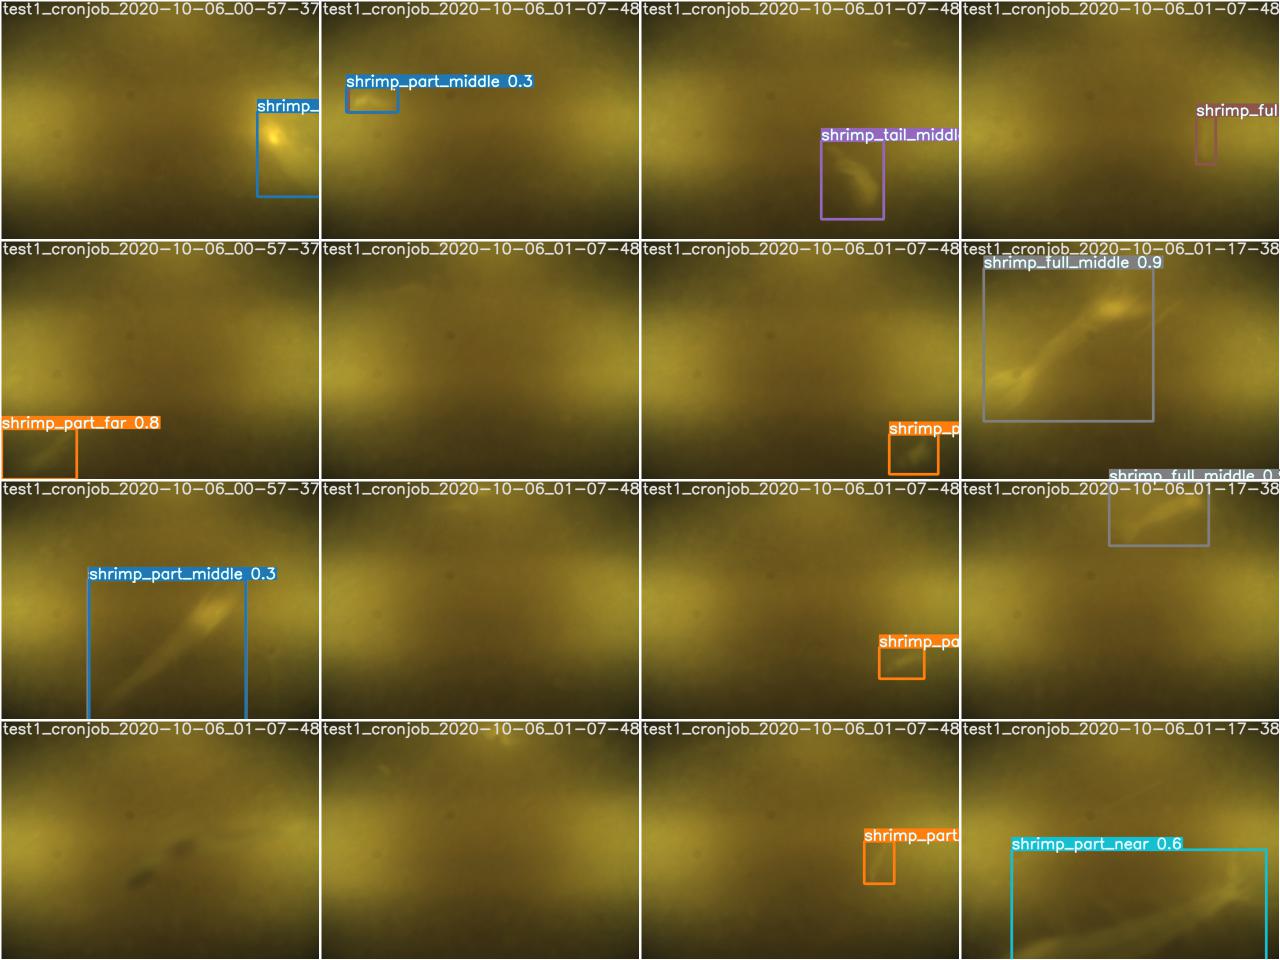 test1_cronjob_2020-10-06_00-57-37
test1_cronjob_2020-10-06_01-07-48
test1_cronjob_2020-10-06_01-07-48
test1_cronjob_2020-10-06_01-07-48
shrimp_
shrimp_part_middle 0.3
shrimp_tail_middl
shrimp_ful
test1_cronjob_2020-10-06_00-57-37
test1_cronjob_2020-10-06_01-07-48
test1_cronjob_2020-10-06_01-07-48
test1_cronjob_2020-10-06_01-17-38
shrimp_full_middle 0.9
shrimp_part_far 0.8
shrimp_p
shrimp_full_middle 0.
test1_cronjob_2020-10-06_00-57-37
test1_cronjob_2020-10-06_01-07-48
test1_cronjob_2020-10-06_01-07-48
test1_cronjob_2020-10-06_01-17-38
shrimp_part_middle 0.3
shrimp_pa
test1_cronjob_2020-10-06_01-07-48
test1_cronjob_2020-10-06_01-07-48
test1_cronjob_2020-10-06_01-07-48
test1_cronjob_2020-10-06_01-17-38
shrimp_part
shrimp_part_near 0.6